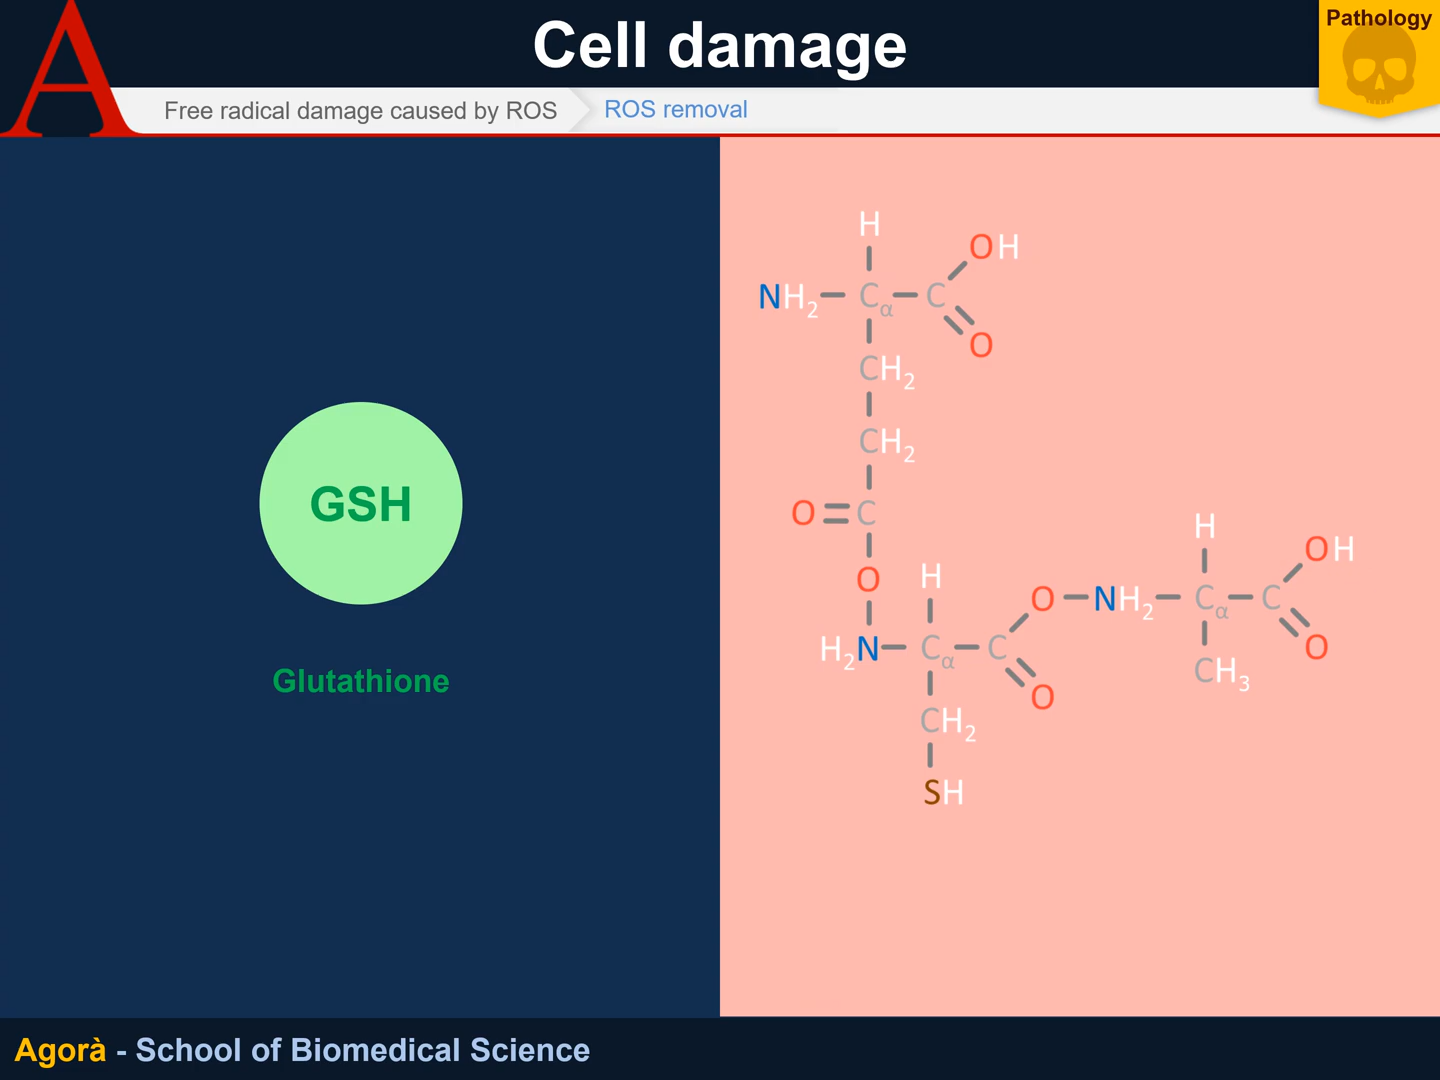 A
Cell damage
Pathology
Free radical damage caused by ROS
ROS removal
GSH
Glutathione
H
OH
NH₂ Cα C
O
CH₂
CH₂
O C
O
H₂N
H
Cα C
O
O
CH₂
SH
NH₂ Cα C
H
OH
O
CH₃
Agorà - School of Biomedical Science